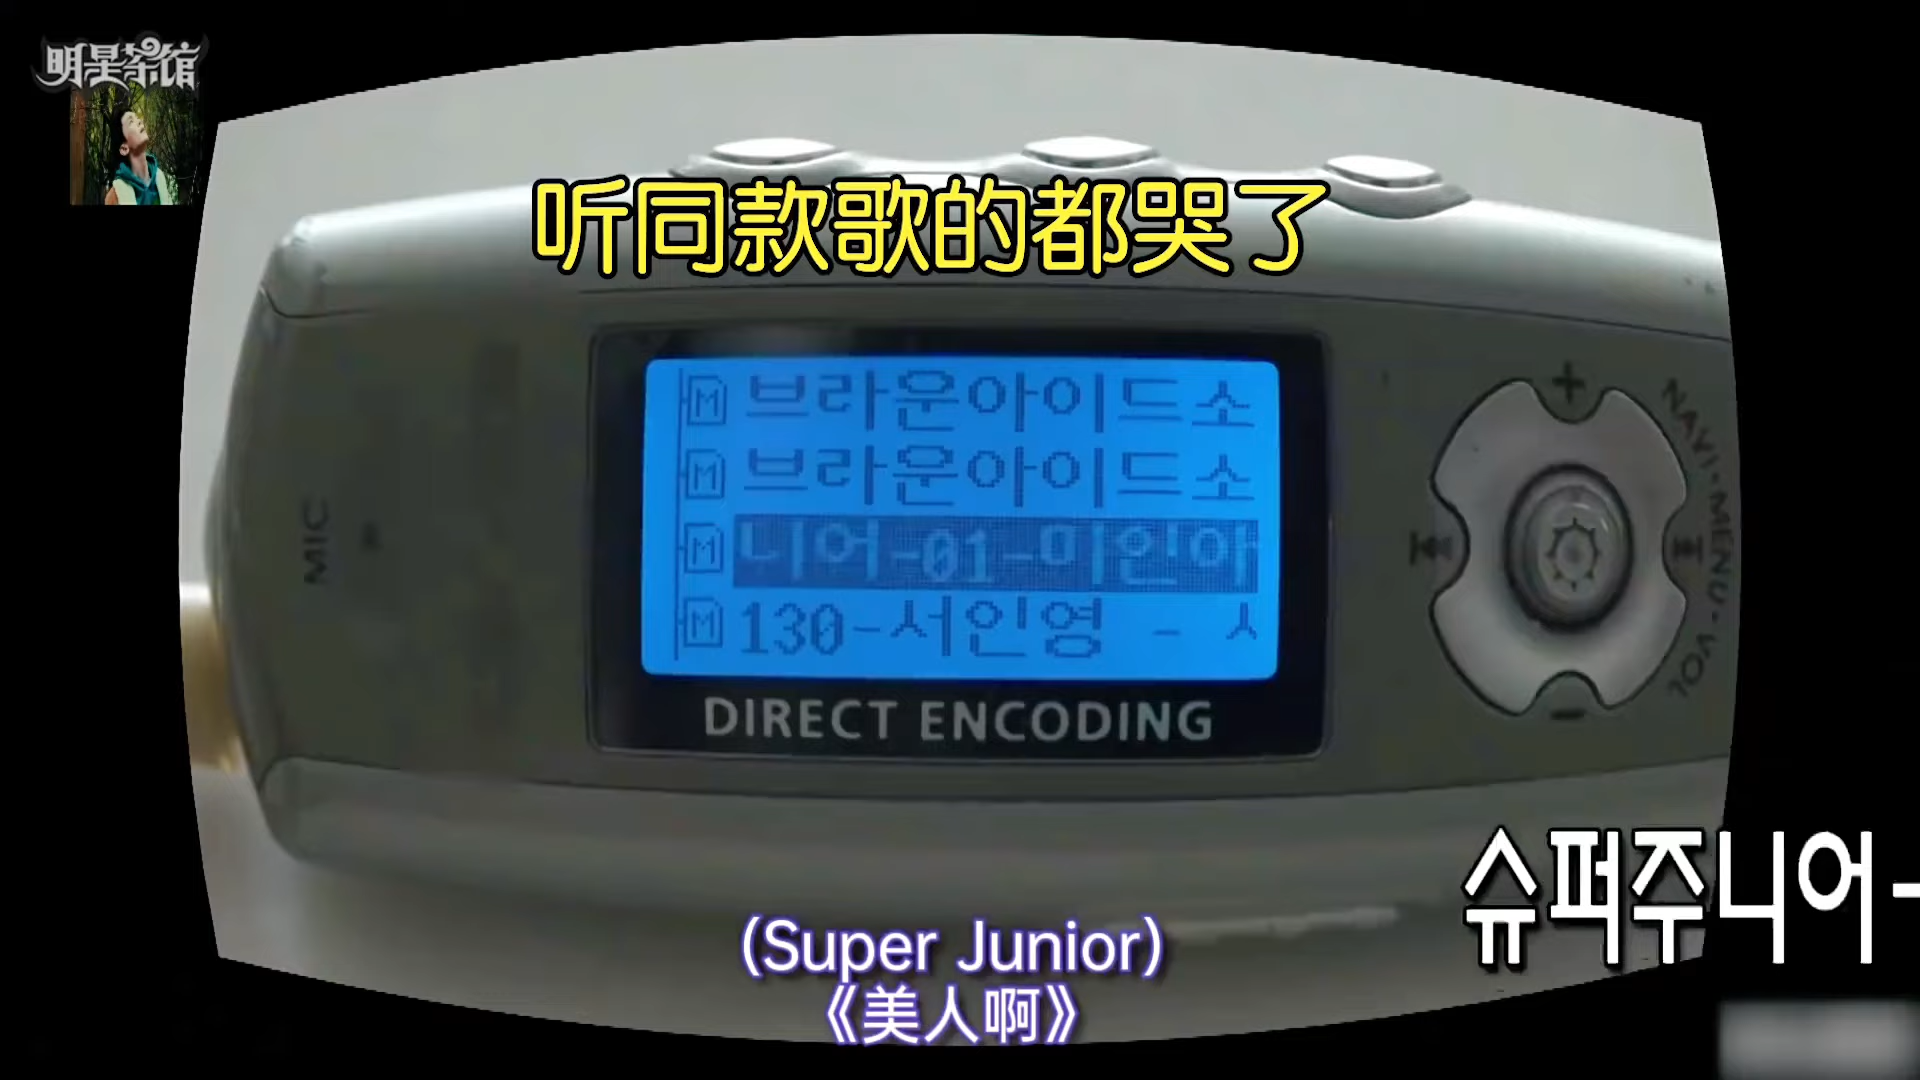 明星茶馆
听同款歌的都哭了
브라운아이드소
브라운아이드소
니어-01-미인아
130-서인영 - ㅅ
DIRECT ENCODING
MIC
NAVI·MENU·VOL
슈퍼주니어-
(Super Junior)
《美人啊》